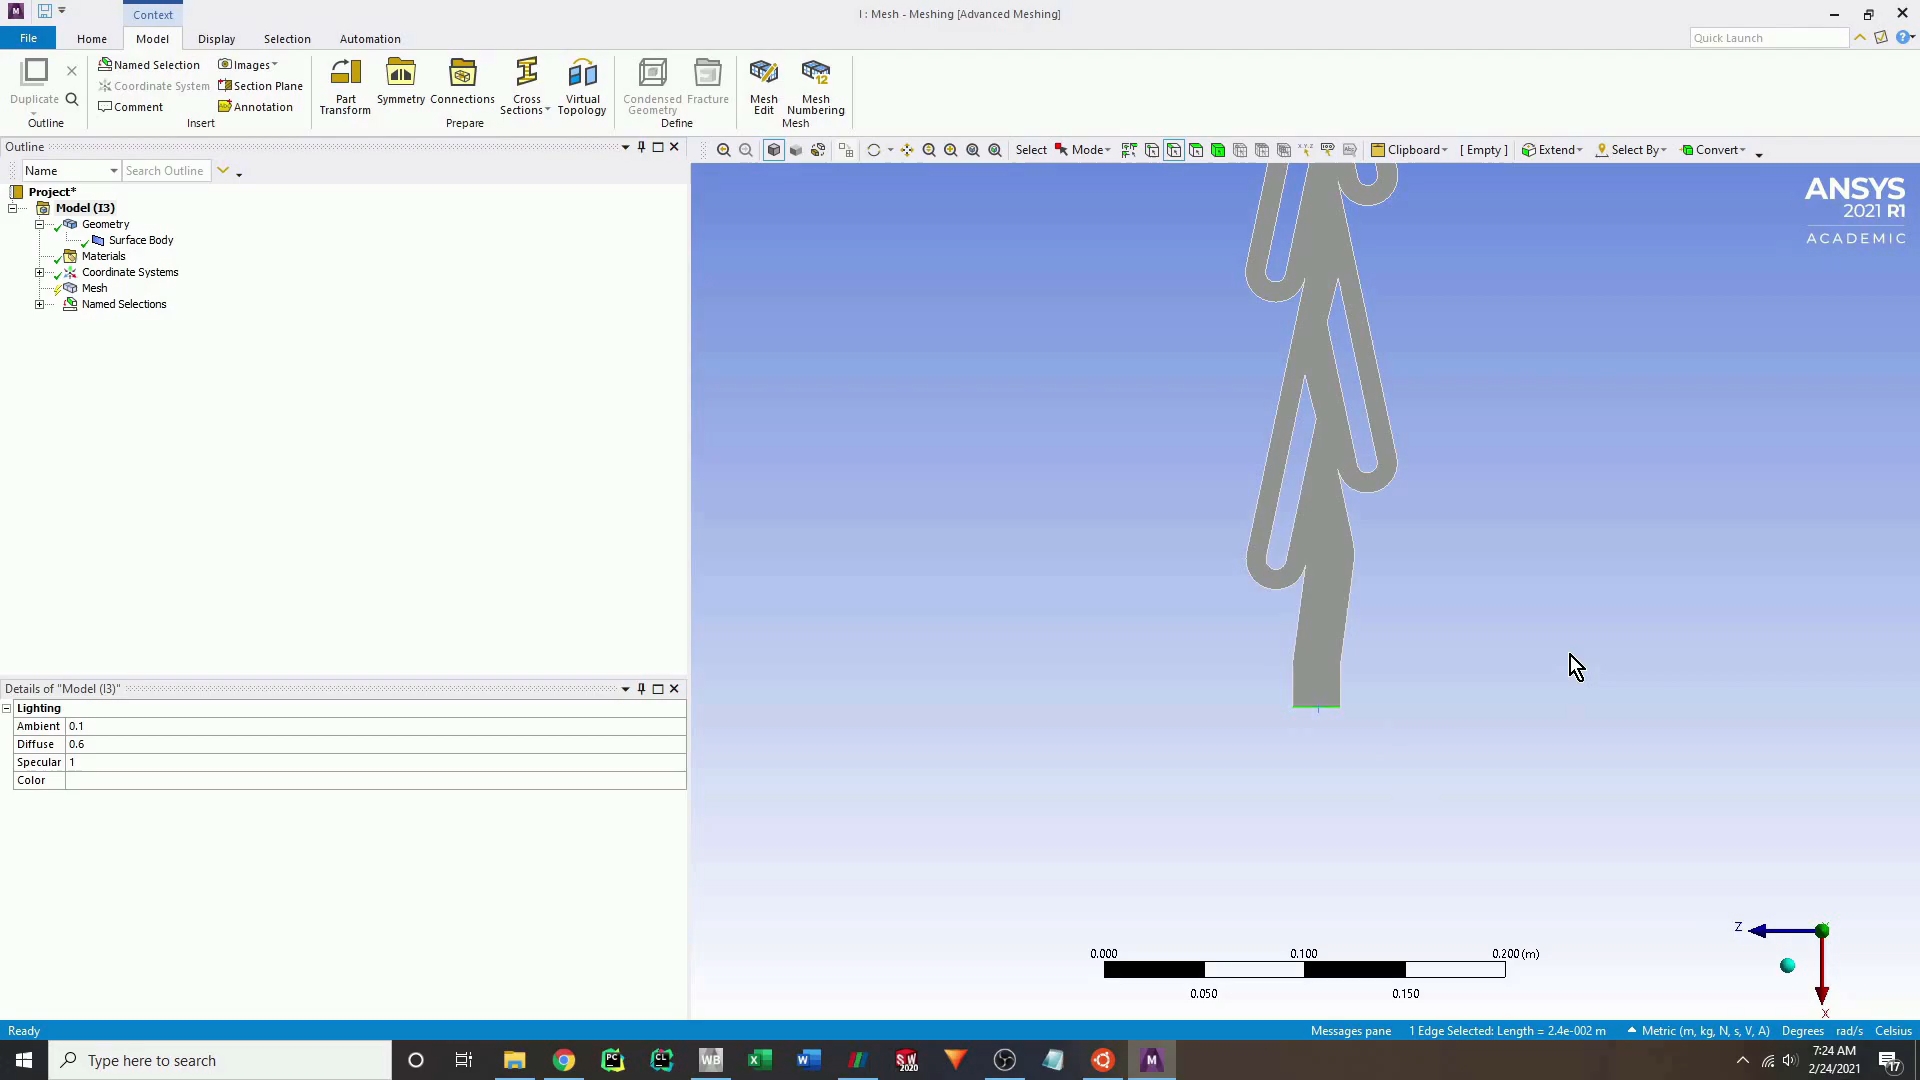 Context
I : Mesh - Meshing [Advanced Meshing]
File Home Model Display Selection Automation
Quick Launch
Duplicate
Outline
Named Selection
Coordinate System
Comment
Images
Section Plane
Annotation
Insert
Part Transform
Symmetry
Connections
Cross Sections
Virtual Topology
Prepare
Condensed Geometry
Fracture
Define
Mesh Edit
Mesh Numbering
Mesh
Outline
Select Mode Clipboard [ Empty ] Extend Select By Convert
Name Search Outline
Project*
Model (I3)
Geometry
Surface Body
Materials
Coordinate Systems
Mesh
Named Selections
ANSYS
2021 R1
ACADEMIC
Details of "Model (I3)"
Lighting
Ambient 0.1
Diffuse 0.6
Specular 1
Color
Z
X
0.000 0.100 0.200 (m)
0.050 0.150
Ready
Messages pane 1 Edge Selected: Length = 2.4e-002 m Metric (m, kg, N, s, V, A) Degrees rad/s Celsius
Type here to search
PC CL WB SW 2020 M
7:24 AM
2/24/2021
17